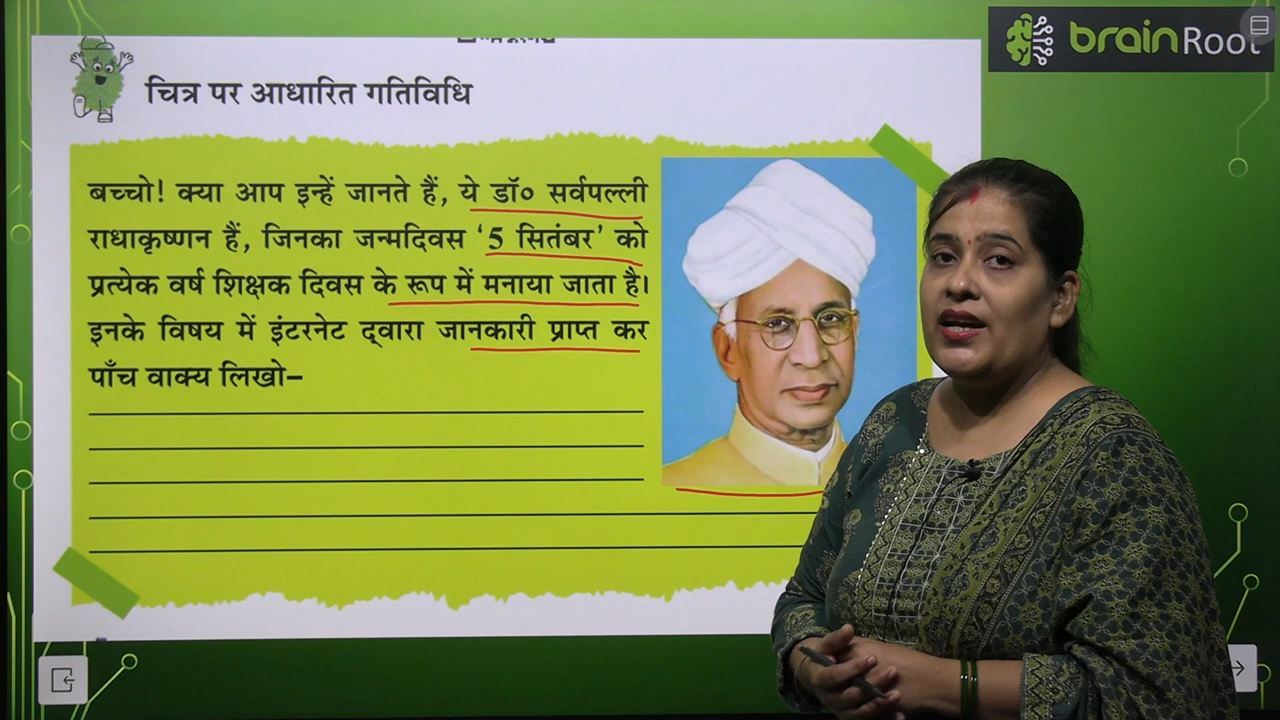 brainRoot
चित्र पर आधारित गतिविधि
बच्चो! क्या आप इन्हें जानते हैं, ये डॉ० सर्वपल्ली
राधाकृष्णन हैं, जिनका जन्मदिवस ‘5 सितंबर’ को
प्रत्येक वर्ष शिक्षक दिवस के रूप में मनाया जाता है।
इनके विषय में इंटरनेट द्वारा जानकारी प्राप्त कर
पाँच वाक्य लिखो–